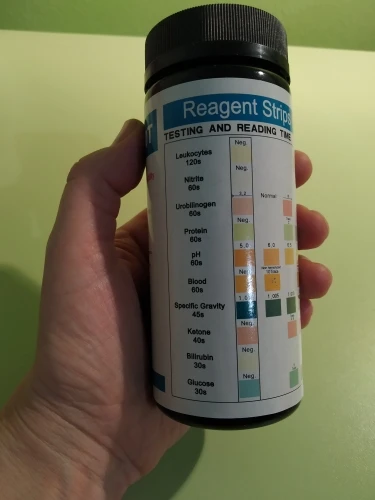 T
Reagent Strips
TESTING AND READING TIME
Neg.
Leukocytes
120s
Neg.
Nitrite
60s
Normal
Urobilinogen
60s
Neg.
Protein
60s
5.0 6.0
pH
60s
Neg.
Blood
60s
1.005
Specific Gravity
45s
Neg.
Ketone
40s
Neg.
Bilirubin
30s
Neg.
Glucose
30s